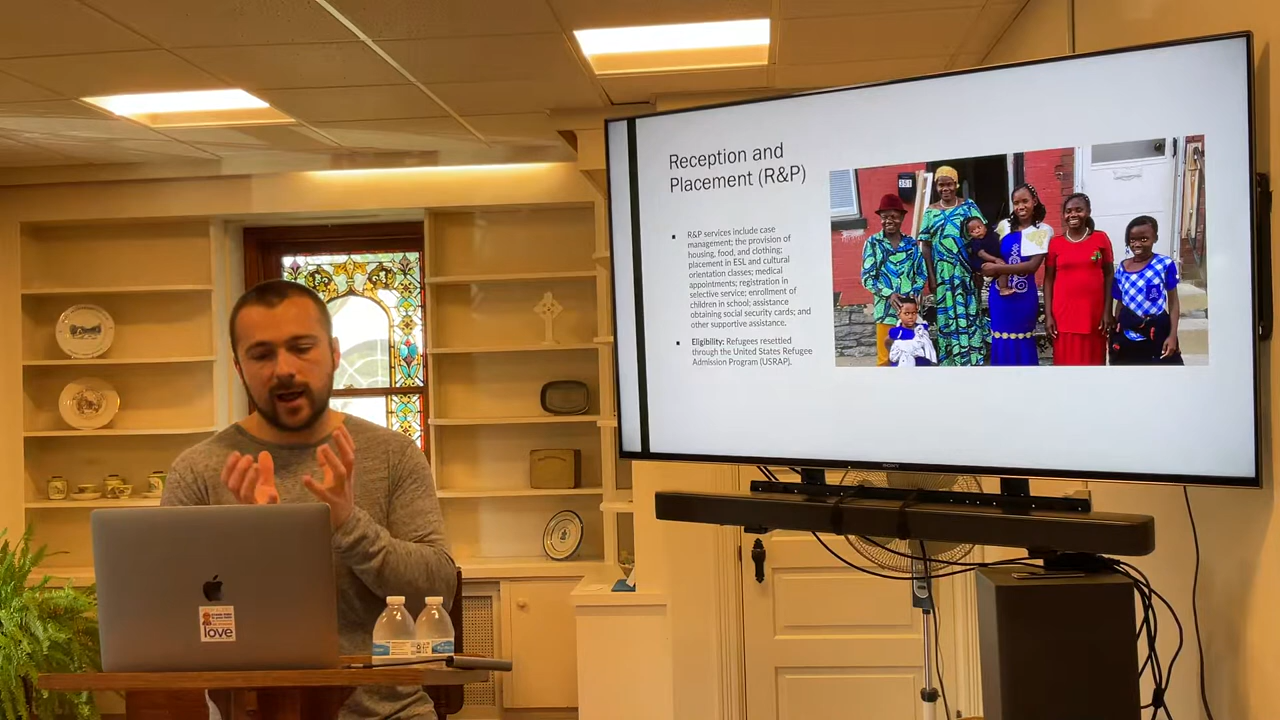 Reception and
Placement (R&P)
R&P services include case
management; the provision of
housing, food, and clothing;
placement in ESL and cultural
orientation classes; medical
appointments; registration in
selective service; enrollment of
children in school; assistance
obtaining social security cards; and
other supportive assistance.
Eligibility: Refugees resettled
through the United States Refugee
Admission Program (USRAP).
351
SONY
love